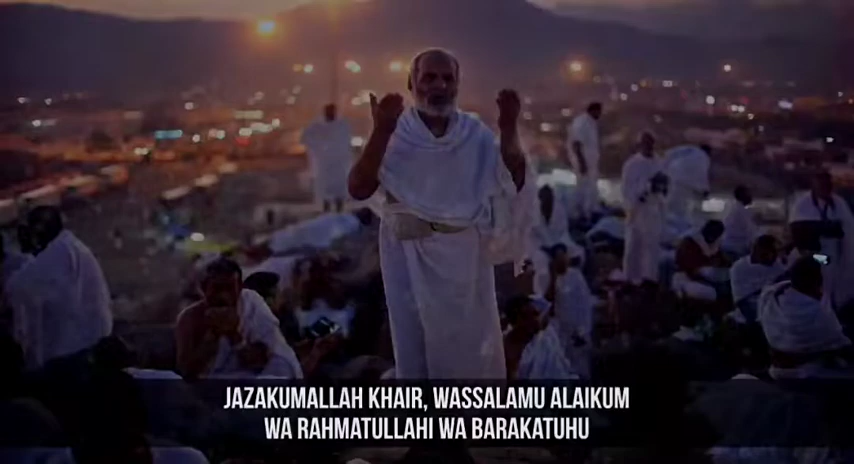 JAZAKUMALLAH KHAIR, WASSALAMU ALAIKUM
WA RAHMATULLAHI WA BARAKATUHU